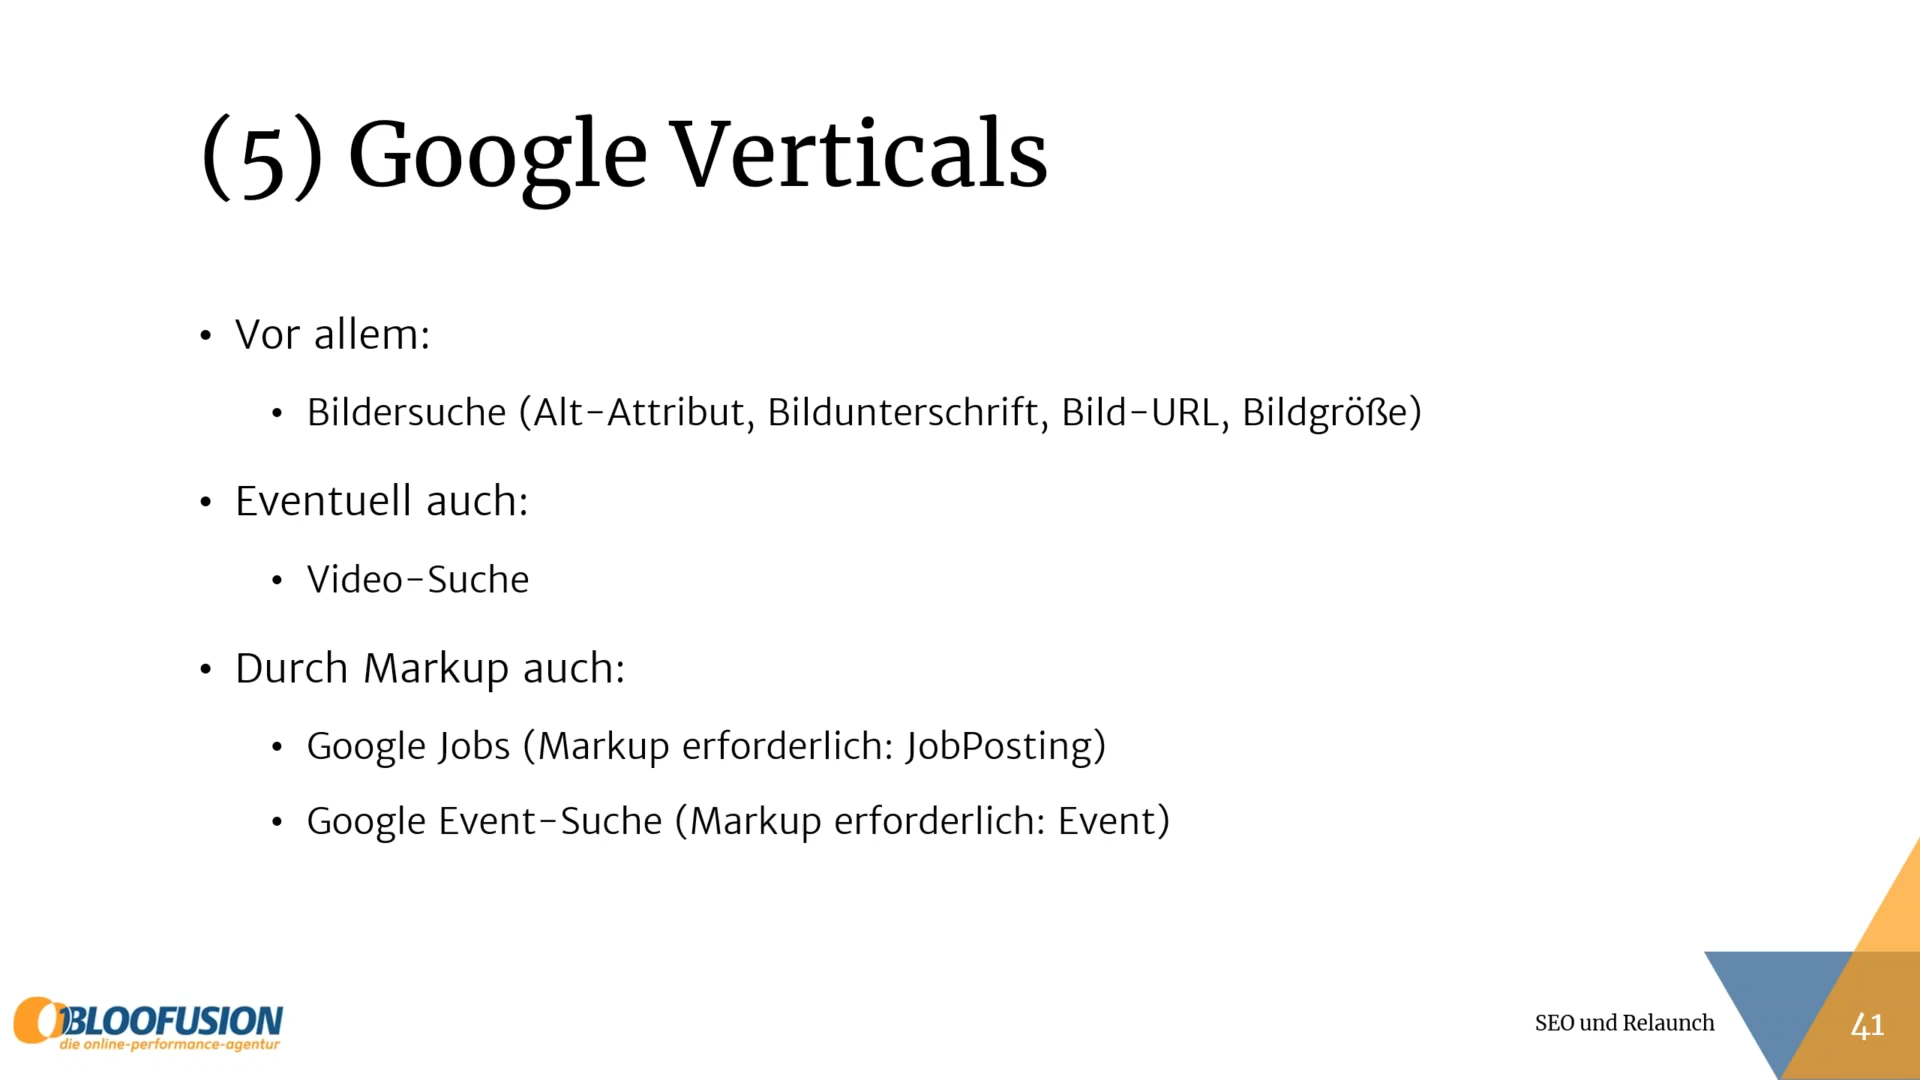 (5) Google Verticals
• Vor allem:
• Bildersuche (Alt-Attribut, Bildunterschrift, Bild-URL, Bildgröße)
• Eventuell auch:
• Video-Suche
• Durch Markup auch:
• Google Jobs (Markup erforderlich: JobPosting)
• Google Event-Suche (Markup erforderlich: Event)
BLOOFUSION
die online-performance-agentur
SEO und Relaunch
41